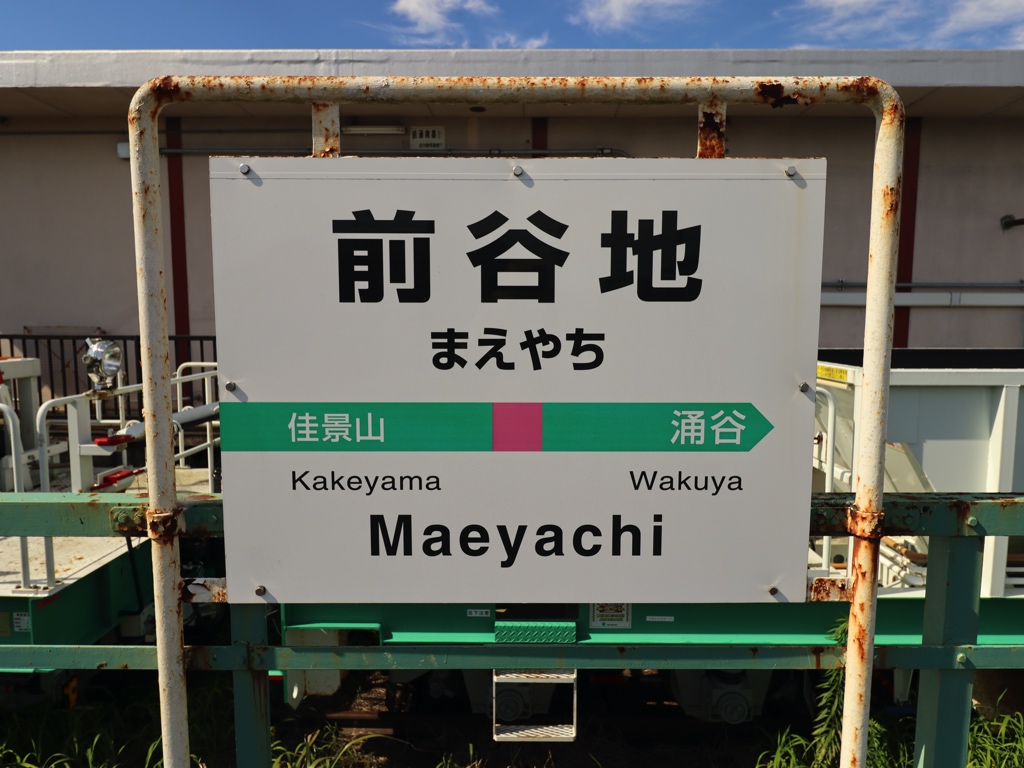 前谷地
まえやち
佳景山 涌谷
Kakeyama Wakuya
Maeyachi